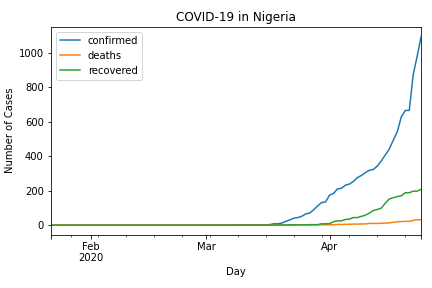 COVID-19 in Nigeria
confirmed
deaths
recovered
Number of Cases
1000
800
600
400
200
0
Feb
2020
Mar
Apr
Day